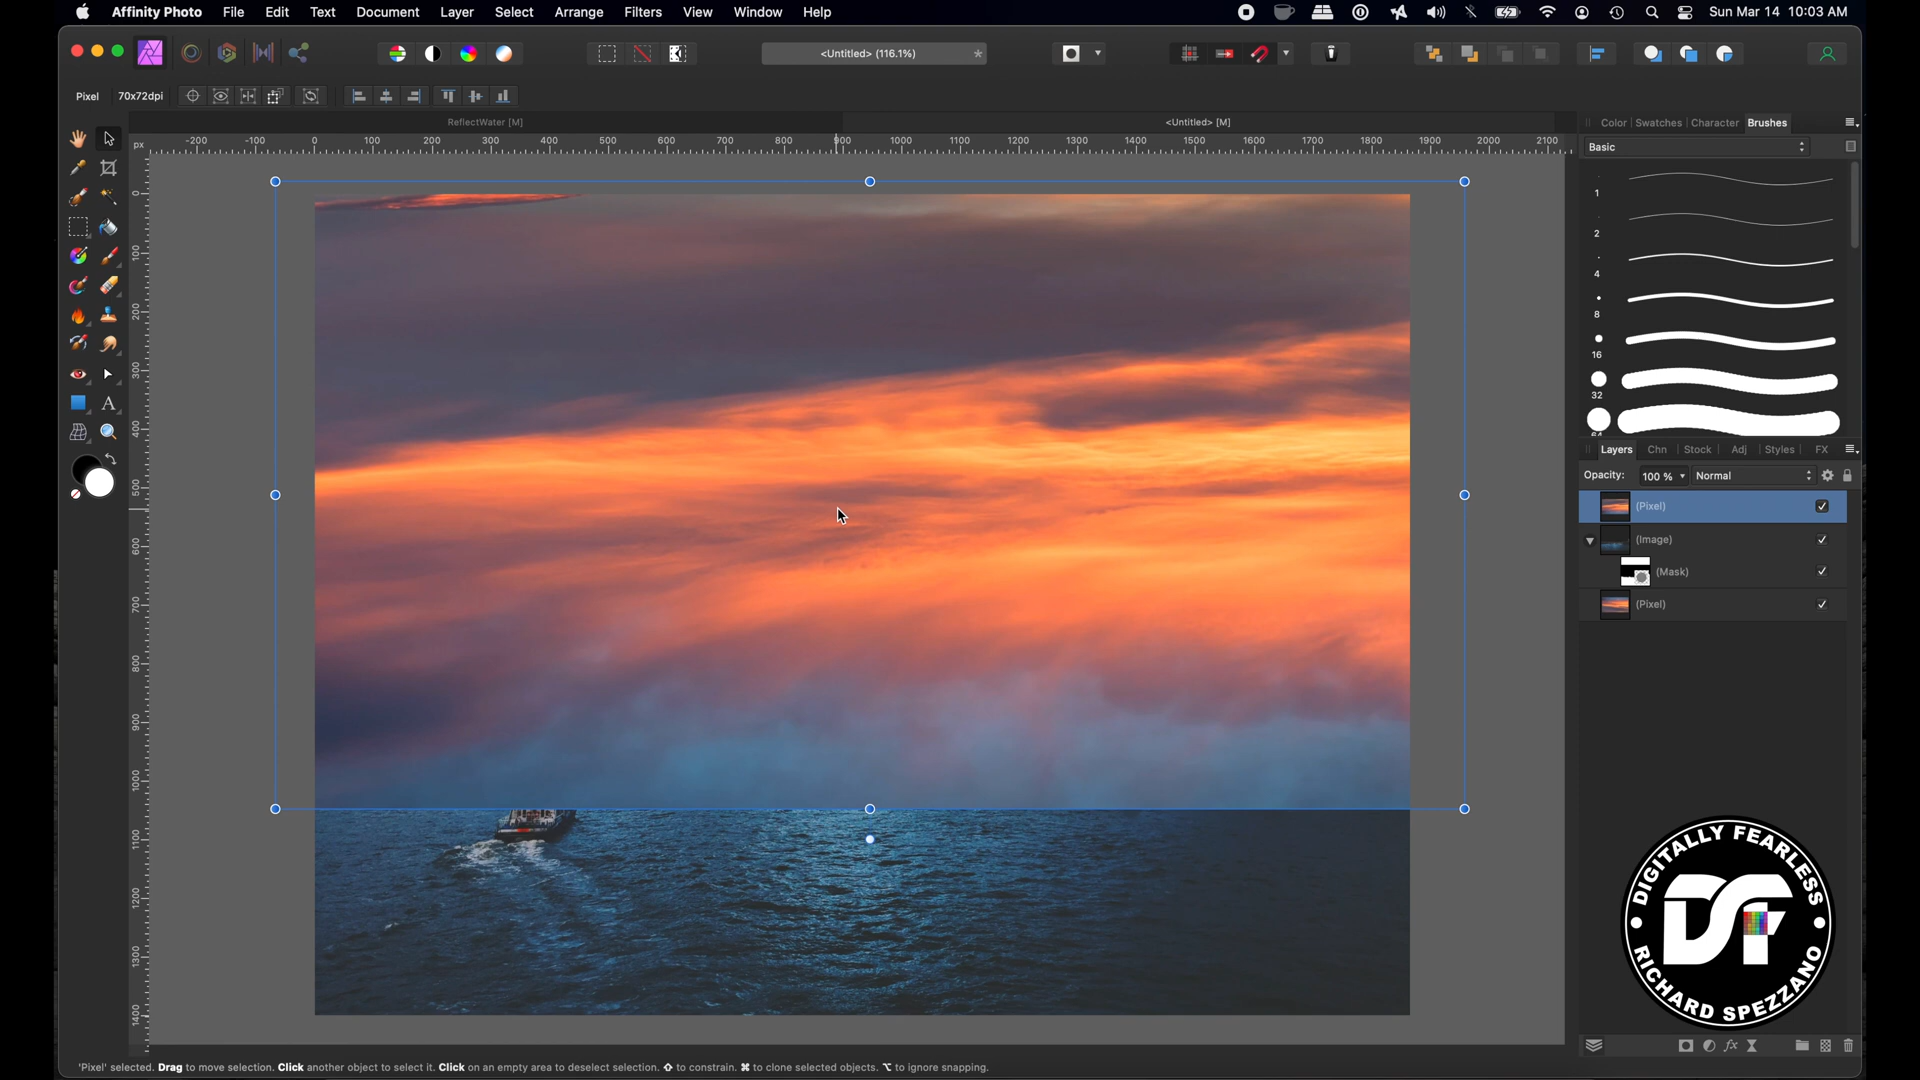 Affinity Photo File Edit Text Document Layer Select Arrange Filters View Window Help Sun Mar 14 10:03 AM
<Untitled> (116.1%) *
Pixel 70x72dpi
ReflectWater [M] <Untitled> [M] Color Swatches Character Brushes
px -200 -100 0 100 200 300 400 500 600 700 800 900 1000 1100 1200 1300 1400 1500 1600 1700 1800 1900 2000 2100
Basic
0
100
200
300
400
500
600
700
800
900
1000
1100
1200
1300
1400
1
2
4
8
16
32
64
Layers Chn Stock Adj Styles FX
Opacity: 100 % Normal
(Pixel)
(Image)
(Mask)
(Pixel)
DIGITALLY FEARLESS
DF
RICHARD SPEZZANO
'Pixel' selected. Drag to move selection. Click another object to select it. Click on an empty area to deselect selection. ⇧ to constrain. ⌘ to clone selected objects. ⌥ to ignore snapping.